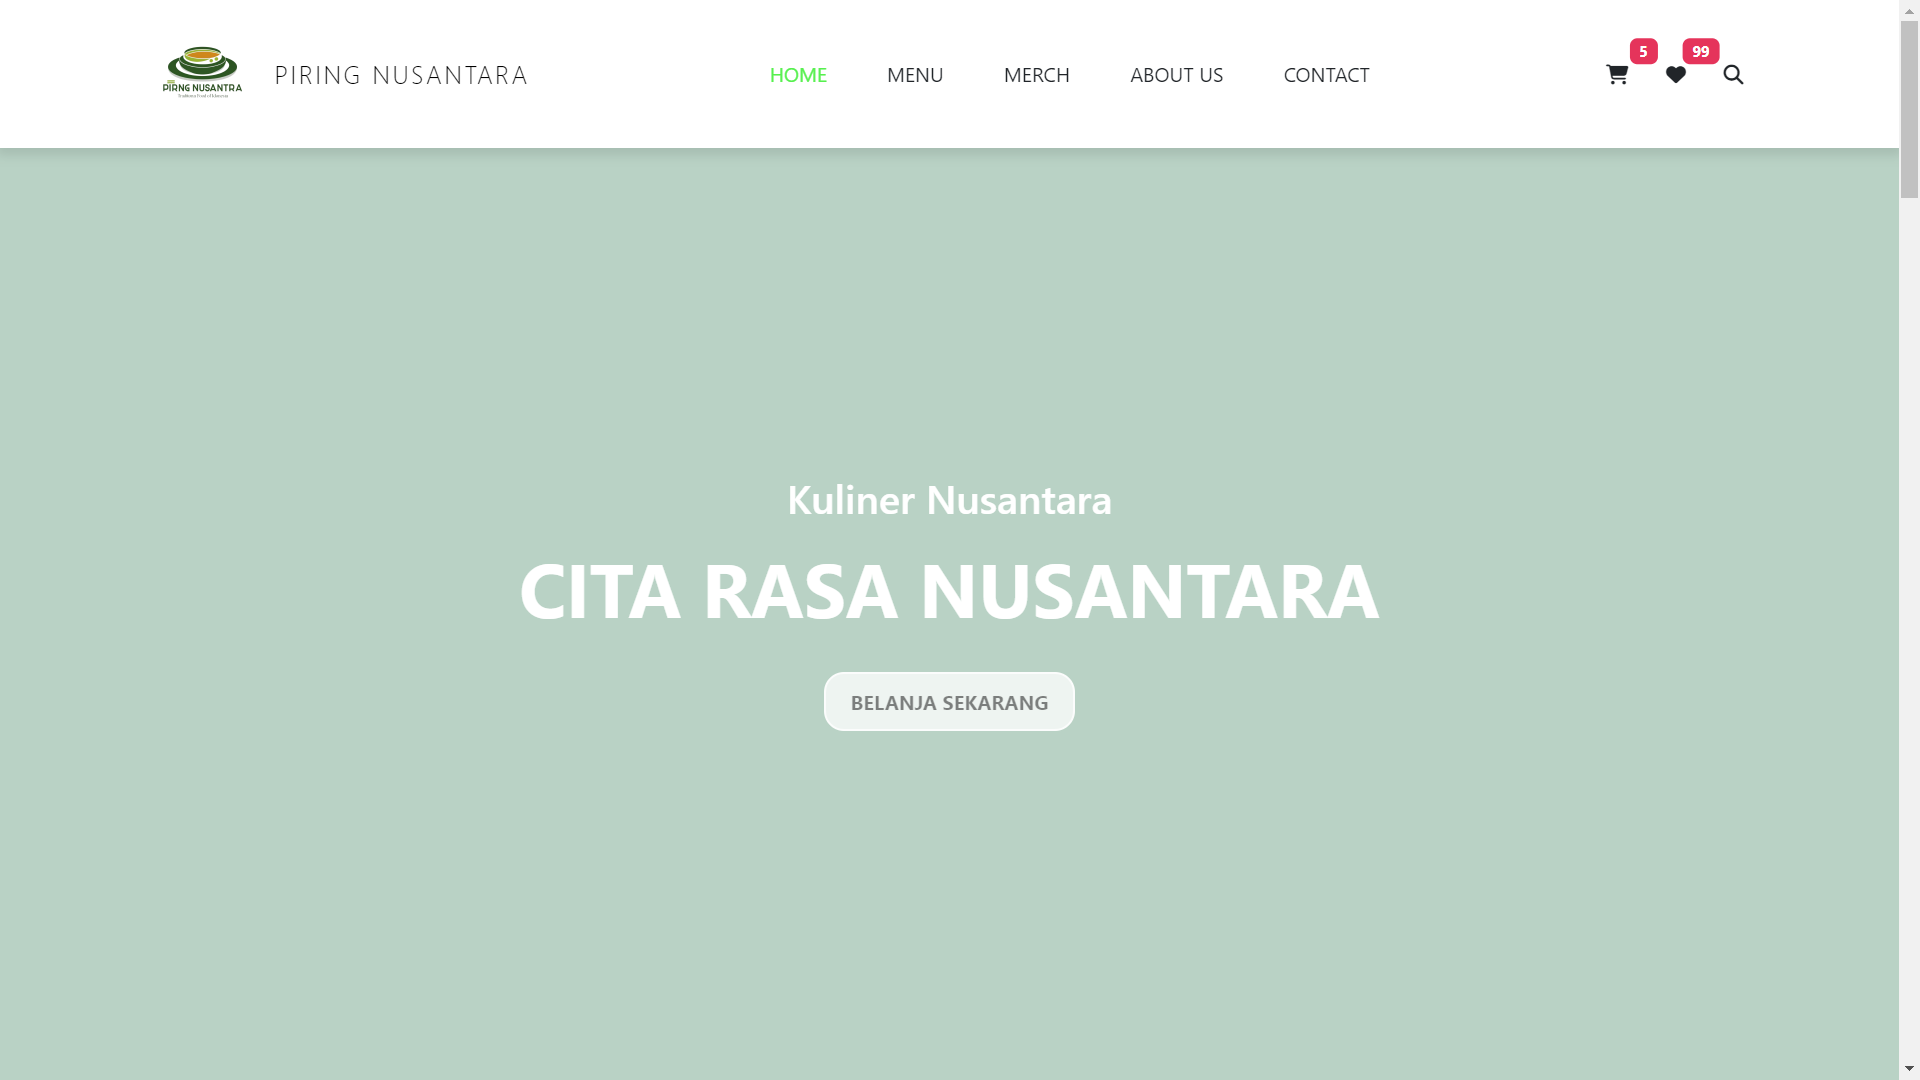 PIRNG NUSANTRA
PIRING NUSANTARA
HOME
MENU
MERCH
ABOUT US
CONTACT
5
99
Kuliner Nusantara
CITA RASA NUSANTARA
BELANJA SEKARANG